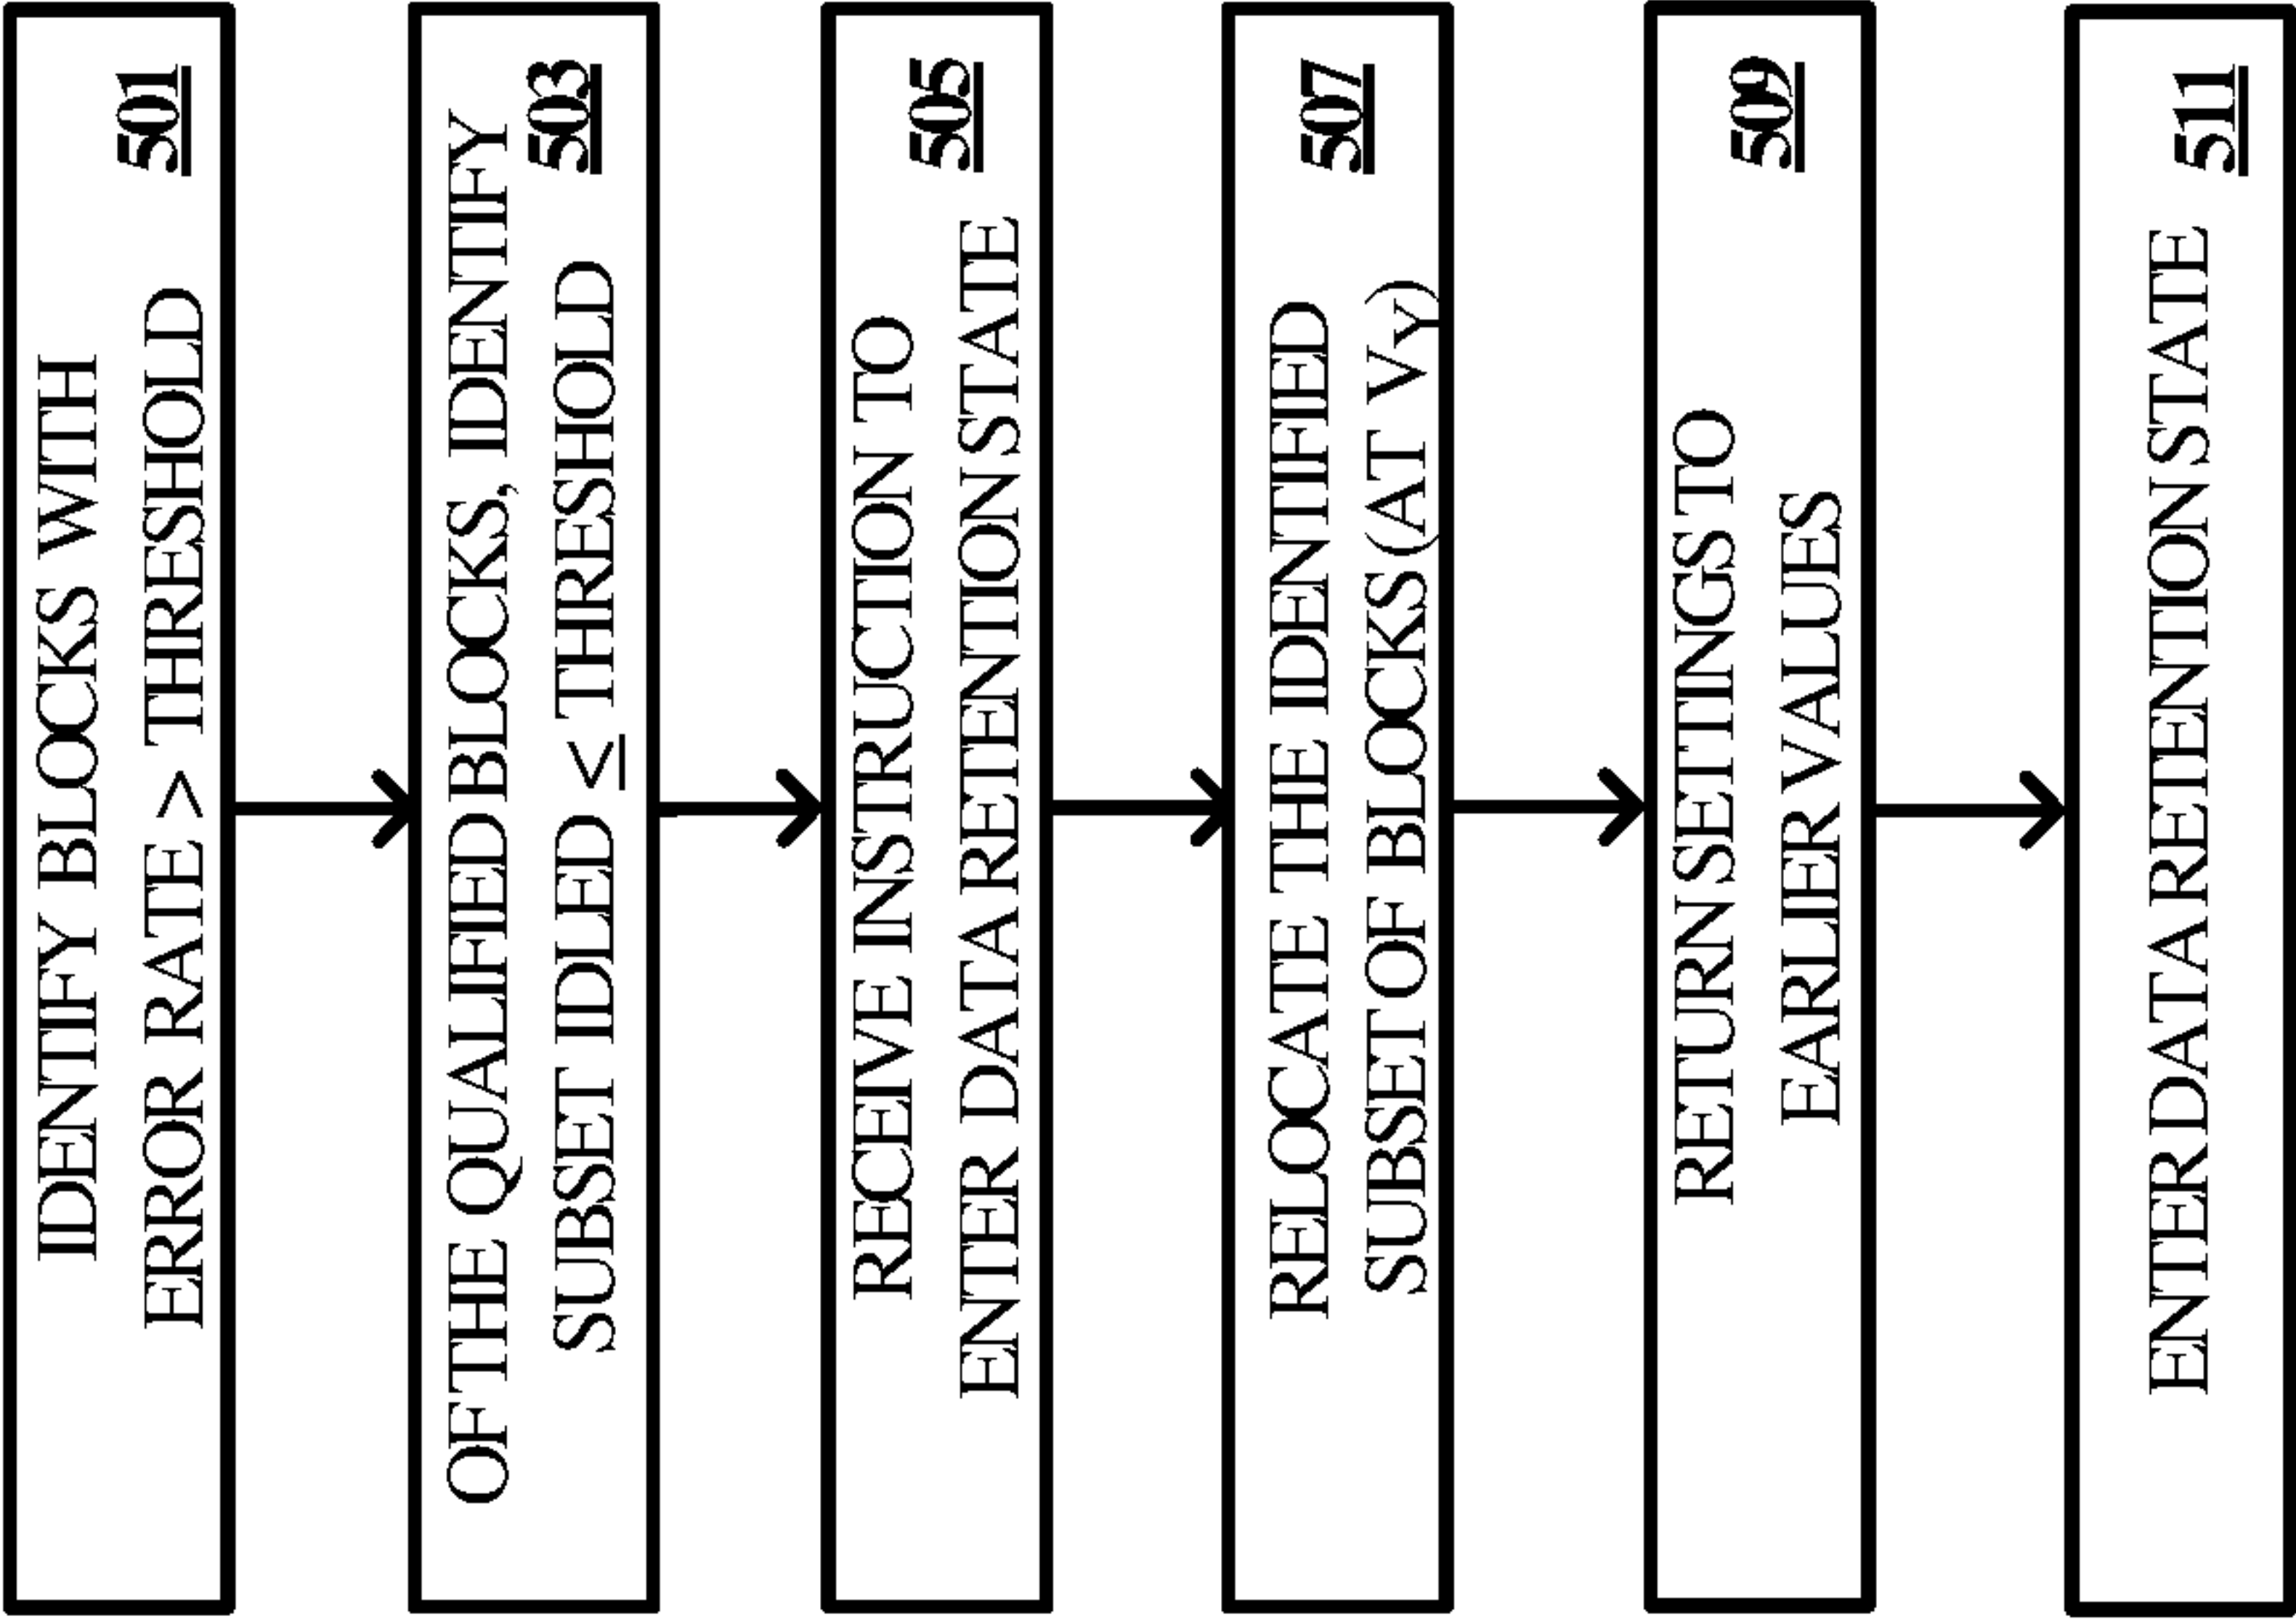 IDENTIFY BLOCKS WITH
ERROR RATE > THRESHOLD
501
OF THE QUALIFIED BLOCKS, IDENTIFY
SUBSET IDLED ≤ THRESHOLD
503
RECEIVE INSTRUCTION TO
ENTER DATA RETENTION STATE
505
RELOCATE THE IDENTIFIED
SUBSET OF BLOCKS (AT VY)
507
RETURN SETTINGS TO
EARLIER VALUES
509
ENTER DATA RETENTION STATE
511